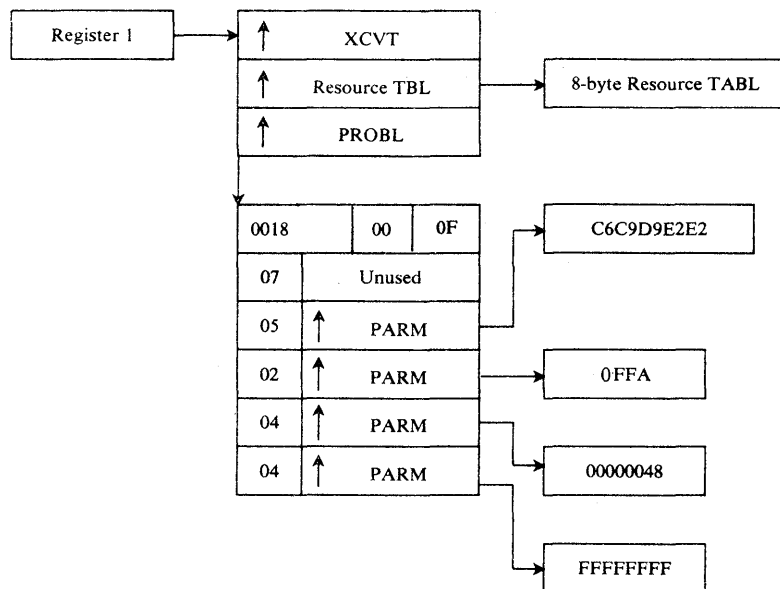 Register 1
XCVT
Resource TBL
8-byte Resource TABL
PROBL
0018 00 0F
C6C9D9E2E2
07 Unused
05 PARM
02 PARM
0FFA
04 PARM
04 PARM
00000048
FFFFFFFF